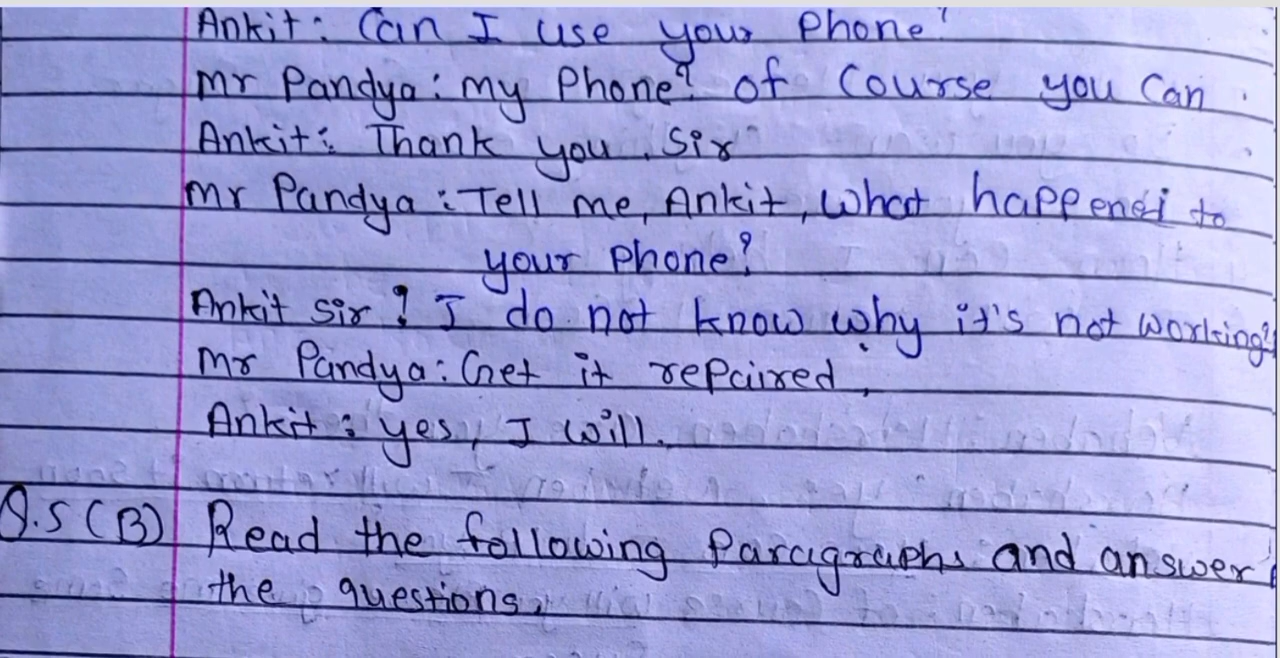 Ankit: Can I use your Phone?
Mr Pandya: my Phone? of Course you Can.
Ankit: Thank you, Sir
Mr Pandya: Tell me, Ankit, What happened to
your Phone?
Ankit Sir! I do not know why it's not working?
Mr Pandya: Get it repaired,
Ankit: yes, I will.
Q.5 (B) Read the following Paragraphs and answer
the questions,